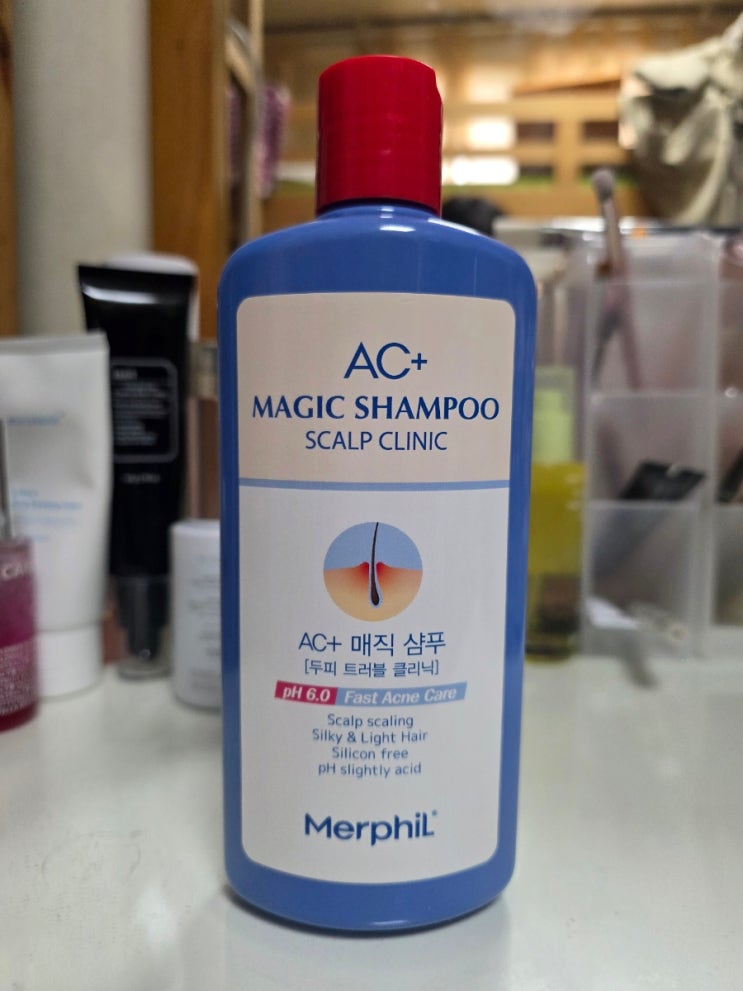 AC+
MAGIC SHAMPOO
SCALP CLINIC
AC+ 매직 샴푸
[두피 트러블 클리닉]
pH 6.0 Fast Acne Care
Scalp scaling
Silky & Light Hair
Silicon free
pH slightly acid
Merphil®